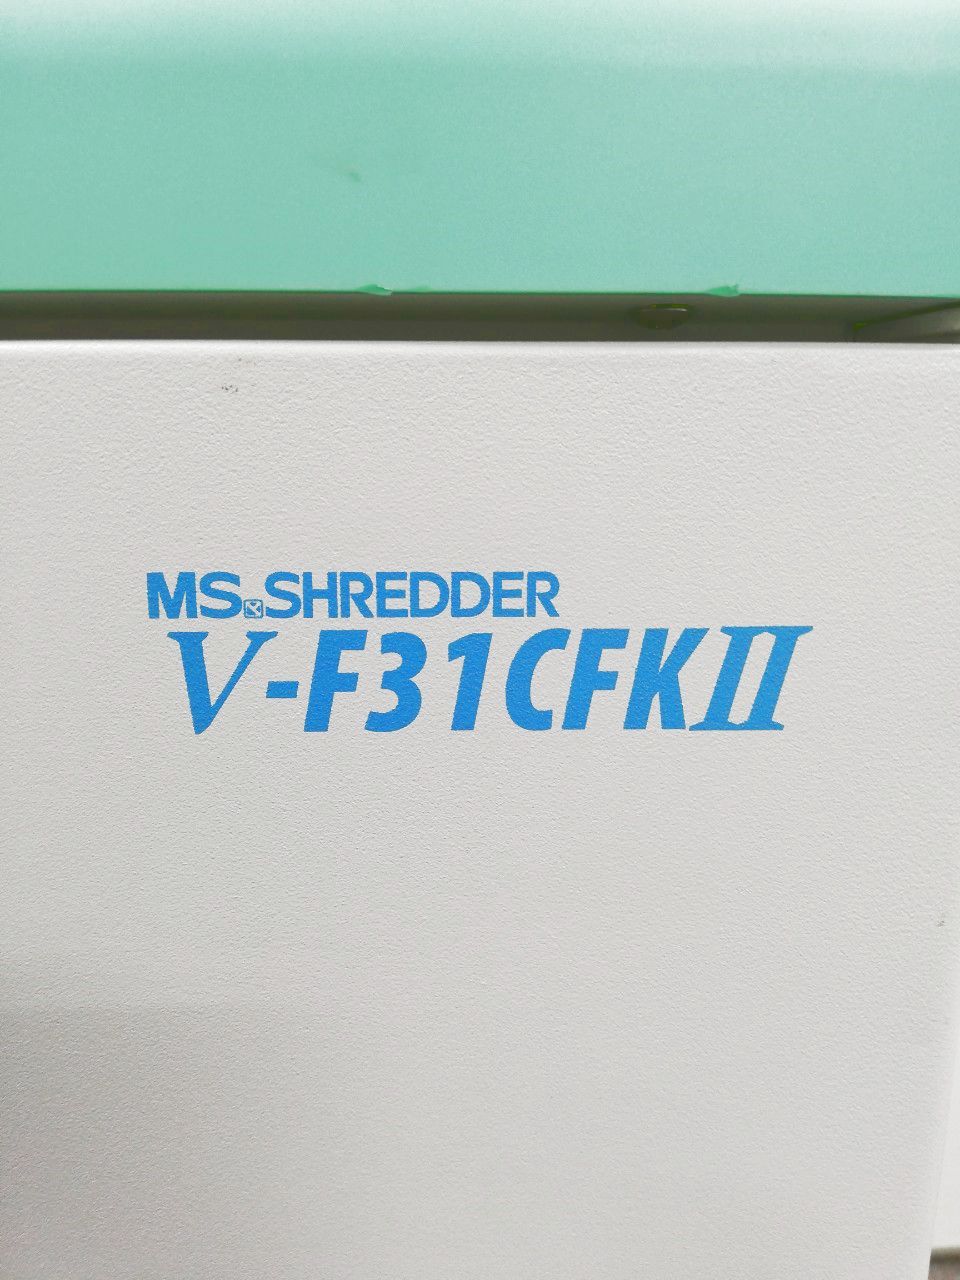 MS SHREDDER
V-F31CFKII